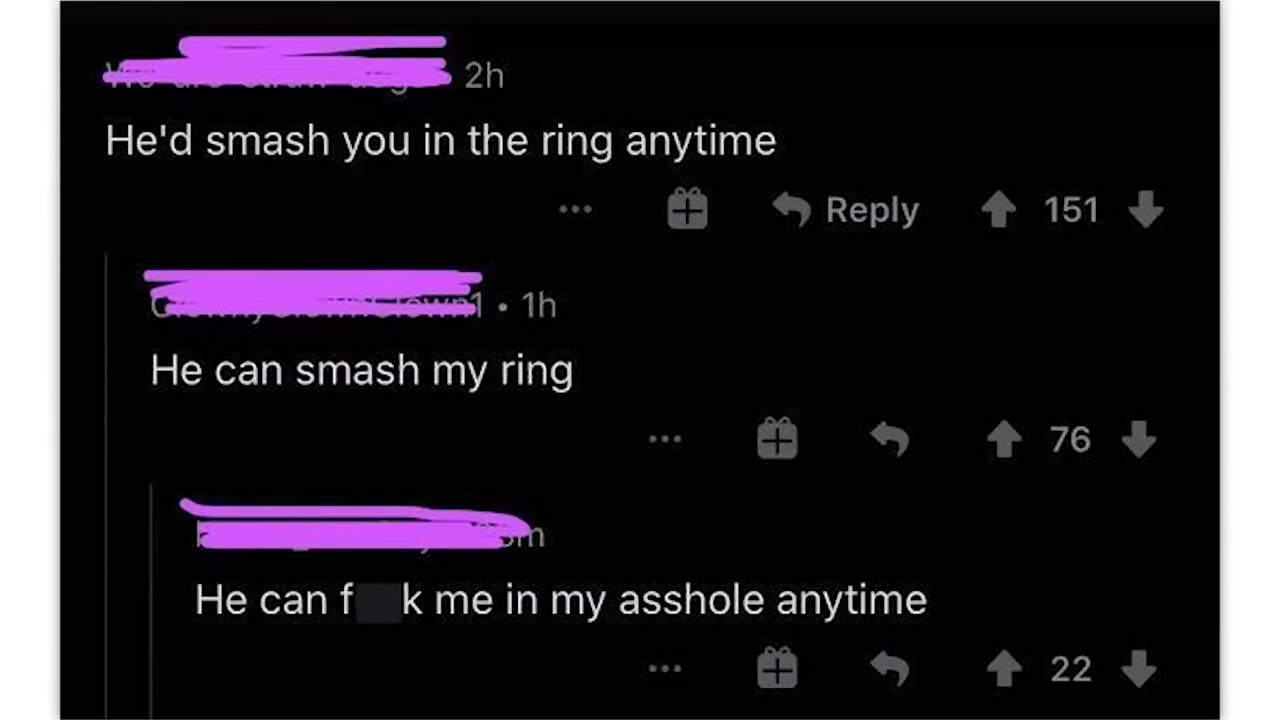 2h
He'd smash you in the ring anytime
... Reply 151
• 1h
He can smash my ring
... 76
He can f k me in my asshole anytime
... 22